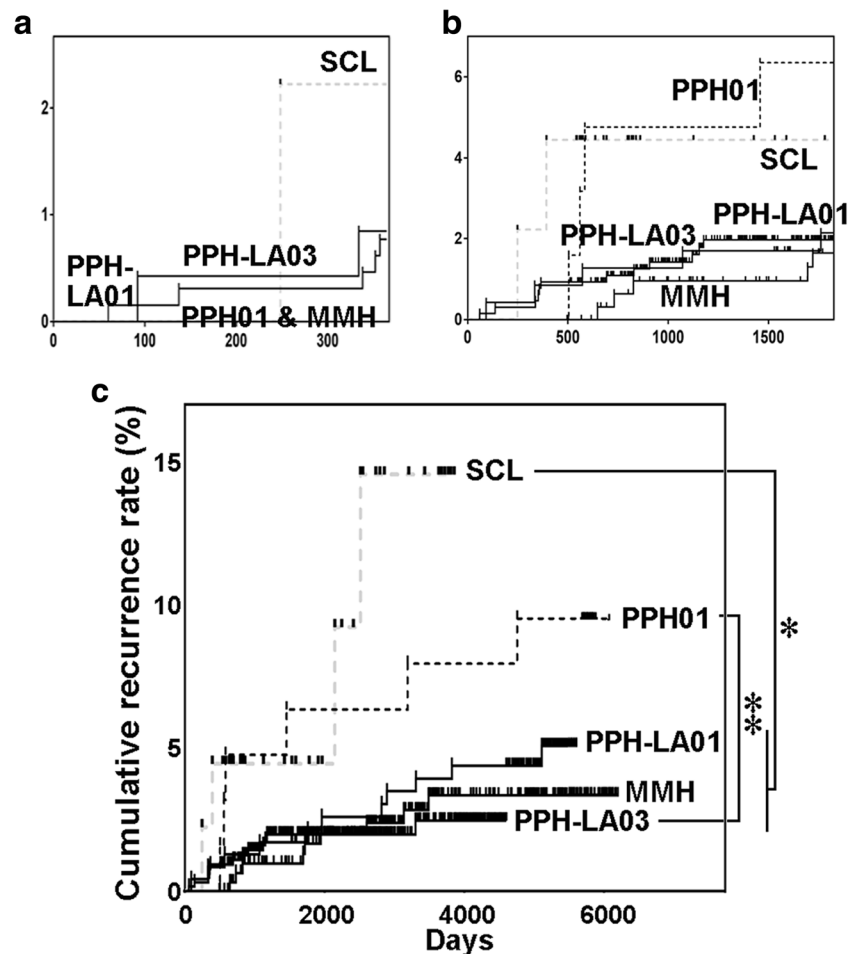 a
SCL
2
1
0
PPH-LA03
PPH-
LA01
PPH01 & MMH
0 100 200 300
b
6
4
2
0
PPH01
SCL
PPH-LA01
PPH-LA03
MMH
0 500 1000 1500
c
Cumulative recurrence rate (%)
15
10
5
0
SCL
PPH01
PPH-LA01
MMH
PPH-LA03
*
**
0 2000 4000 6000
Days